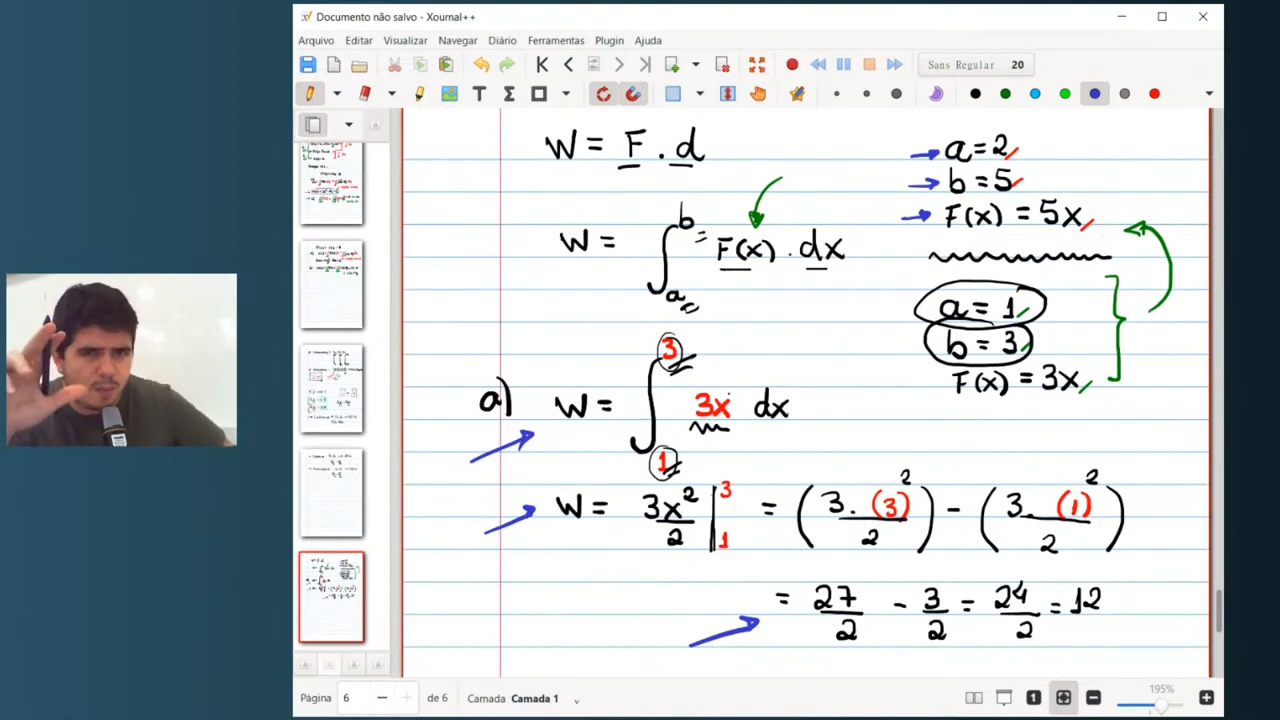 Documento não salvo - Xournal++
Arquivo Editar Visualizar Navegar Diário Ferramentas Plugin Ajuda
Sans Regular 20
W = F . d
a = 2
b = 5
F(x) = 5x
W = ∫ₐᵇ F(x) . dx
a = 1
b = 3
F(x) = 3x
a) W = ∫₁³ 3x dx
W = 3x²/2 |₁³ = (3.(3)²/2) - (3.(1)²/2)
= 27/2 - 3/2 = 24/2 = 12
Página 6 de 6 Camada Camada 1 1 195%